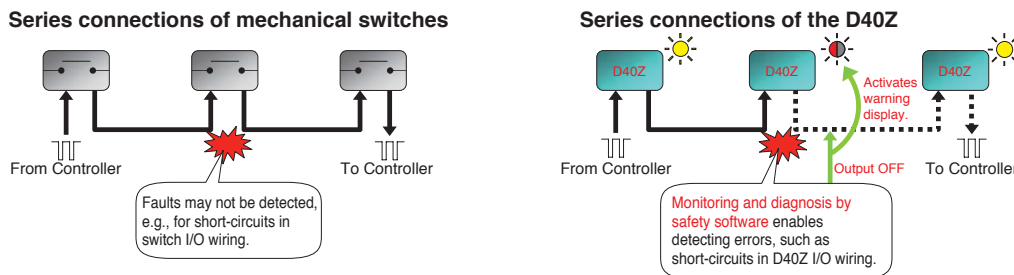 Series connections of mechanical switches
From Controller
To Controller
Faults may not be detected,
e.g., for short-circuits in
switch I/O wiring.
Series connections of the D40Z
D40Z
D40Z
D40Z
Activates
warning
display.
From Controller
Output OFF
To Controller
Monitoring and diagnosis by
safety software enables
detecting errors, such as
short-circuits in D40Z I/O wiring.